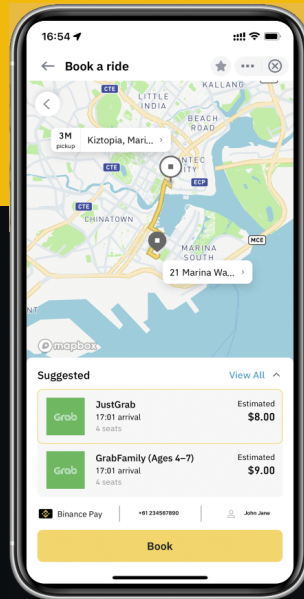 16:54
Book a ride
CTE
KALLANG
LITTLE
INDIA
BEACH
ROAD
3M
pickup
Kiztopia, Mari...
NTEC
ITY
CTE
ECP
CTE
CHINATOWN
MCE
MARINA
SOUTH
21 Marina Wa...
NT
mapbox
Suggested
View All
Grab
JustGrab
Estimated
17:01 arrival
$8.00
4 seats
Grab
GrabFamily (Ages 4–7)
Estimated
17:01 arrival
$9.00
4 seats
Binance Pay
+61 234567890
John Jane
Book